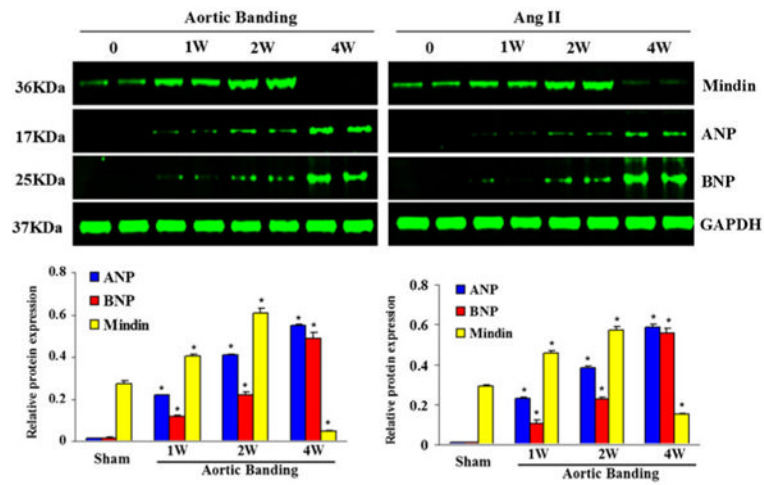 Aortic Banding Ang II
0 1W 2W 4W 0 1W 2W 4W
36KDa Mindin
17KDa ANP
25KDa BNP
37KDa GAPDH
Relative protein expression
0.8
0.6
0.4
0.2
0
ANP
BNP
Mindin
* * * * * * * * *
Sham 1W 2W 4W
Aortic Banding
Relative protein expression
0.8
0.6
0.4
0.2
0
ANP
BNP
Mindin
* * * * * * * * *
Sham 1W 2W 4W
Aortic Banding